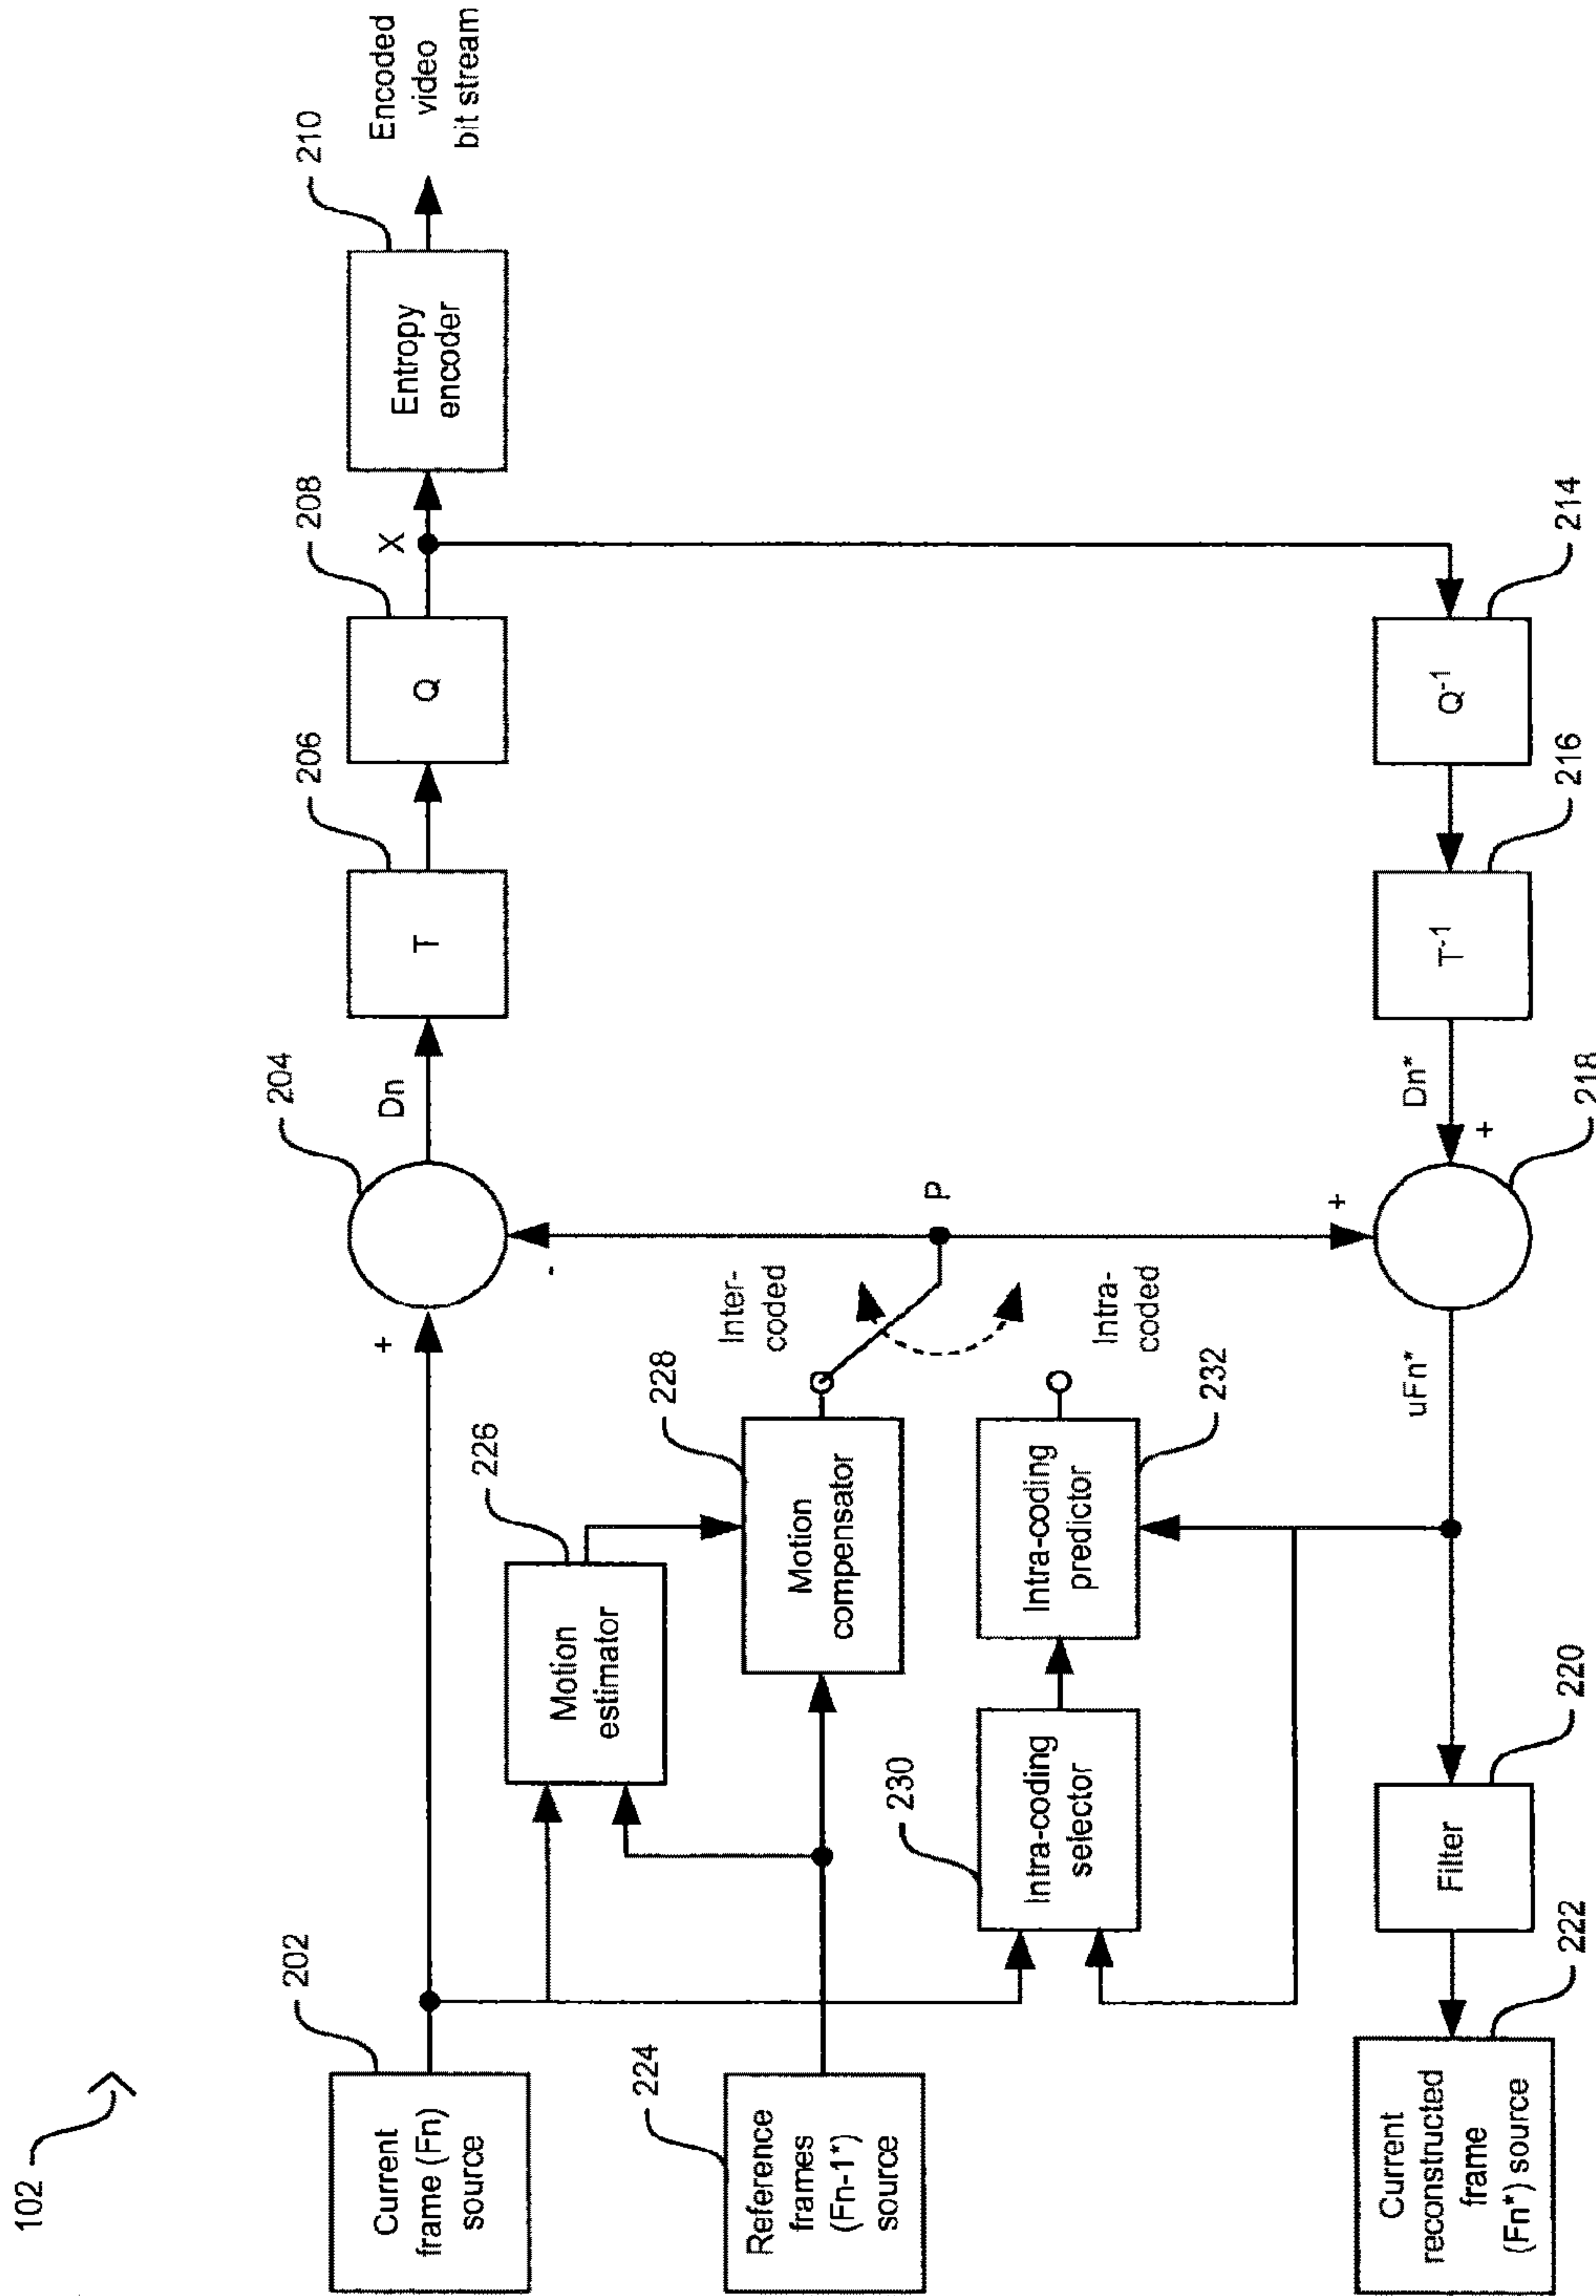 102
202
Current
frame (Fn)
source
+
204
Dn
206
T
208
Q
X
210
Entropy
encoder
Encoded
video
bit stream
-
226
Motion
estimator
224
Reference
frames
(Fn-1*)
source
228
Motion
compensator
Inter-
coded
P
230
Intra-coding
selector
232
Intra-coding
predictor
Intra-
coded
+
222
Current
reconstructed
frame
(Fn*) source
220
Filter
uFn*
218
+
Dn*
216
T-1
214
Q-1